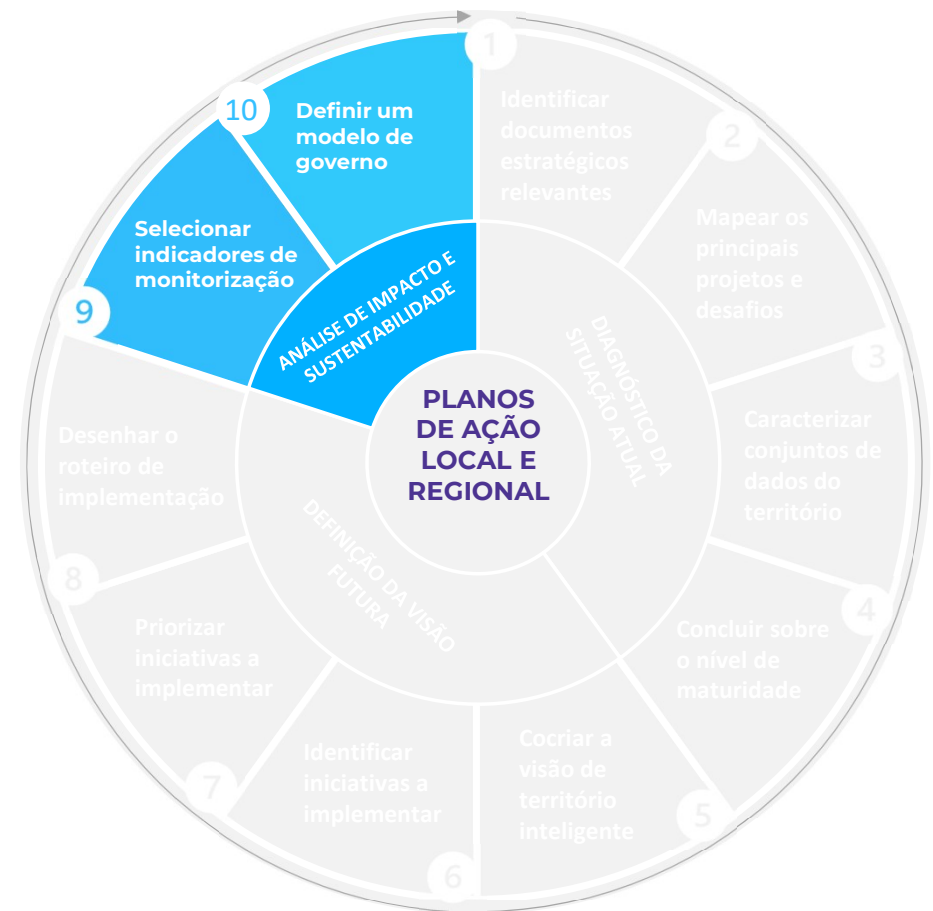 1
Identificar
documentos
estratégicos
relevantes
2
Mapear os
principais
projetos e
desafios
3
Caracterizar
conjuntos de
dados do
território
4
Concluir sobre
o nível de
maturidade
5
Cocriar a
visão de
território
inteligente
6
Identificar
iniciativas a
implementar
7
Priorizar
iniciativas a
implementar
8
Desenhar o
roteiro de
implementação
9
Selecionar
indicadores de
monitorização
10
Definir um
modelo de
governo
DIAGNÓSTICO DA
SITUAÇÃO ATUAL
DEFINIÇÃO DA VISÃO
FUTURA
ANÁLISE DE IMPACTO E
SUSTENTABILIDADE
PLANOS
DE AÇÃO
LOCAL E
REGIONAL